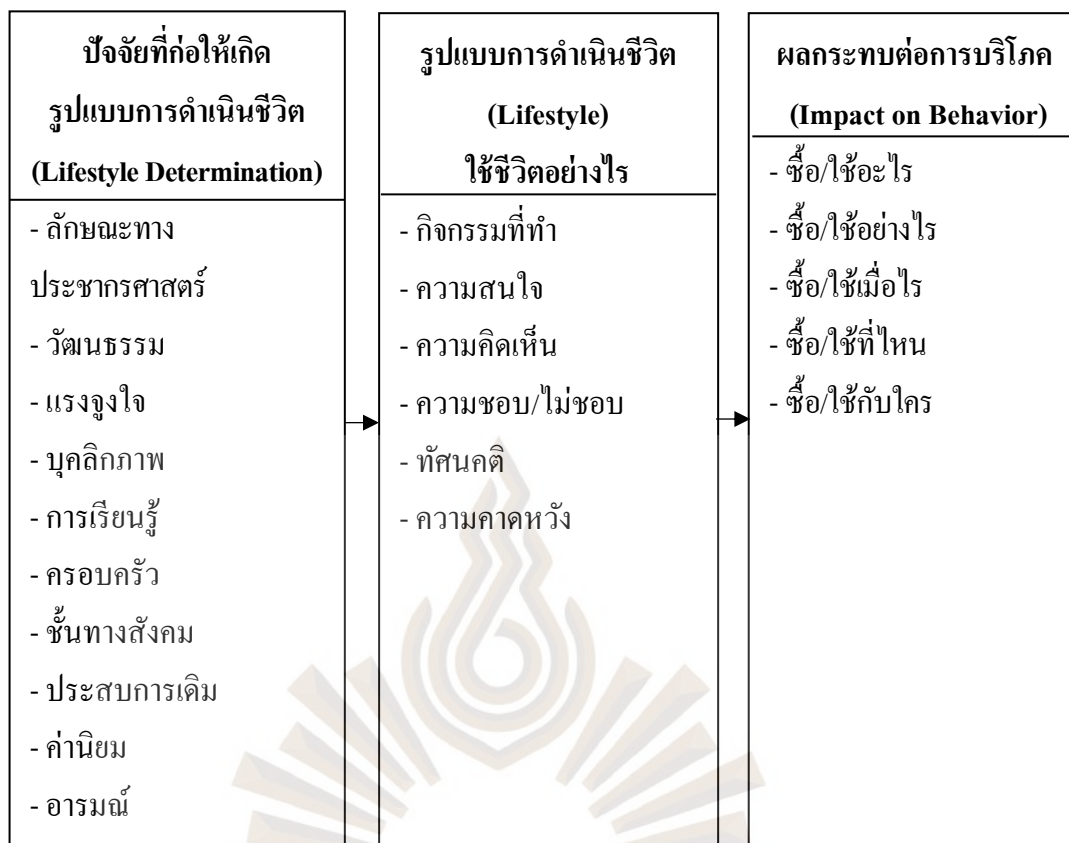 ปัจจัยที่ก่อให้เกิด
รูปแบบการดำเนินชีวิต
(Lifestyle Determination)
- ลักษณะทาง
ประชากรศาสตร์
- วัฒนธรรม
- แรงจูงใจ
- บุคลิกภาพ
- การเรียนรู้
- ครอบครัว
- ชั้นทางสังคม
- ประสบการเดิม
- ค่านิยม
- อารมณ์
รูปแบบการดำเนินชีวิต
(Lifestyle)
ใช้ชีวิตอย่างไร
- กิจกรรมที่ทำ
- ความสนใจ
- ความคิดเห็น
- ความชอบ/ไม่ชอบ
- ทัศนคติ
- ความคาดหวัง
ผลกระทบต่อการบริโภค
(Impact on Behavior)
- ซื้อ/ใช้อะไร
- ซื้อ/ใช้อย่างไร
- ซื้อ/ใช้เมื่อไร
- ซื้อ/ใช้ที่ไหน
- ซื้อ/ใช้กับใคร